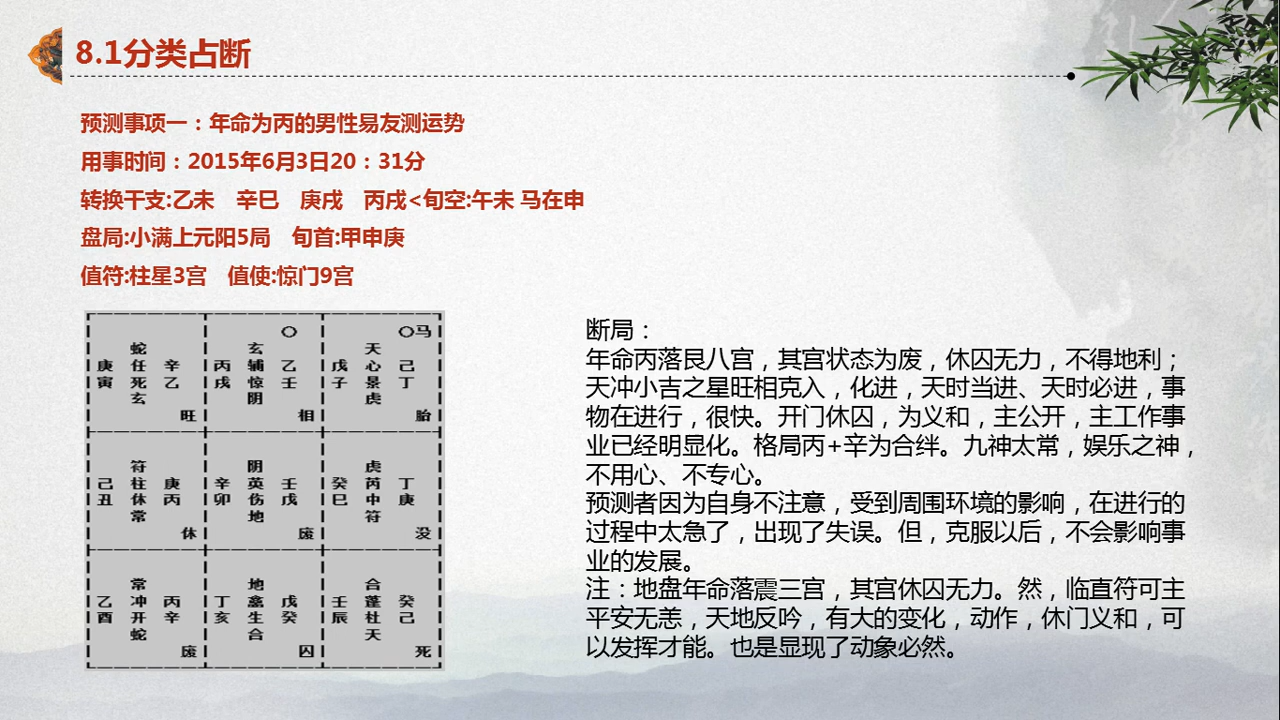 8.1分类占断
预测事项一：年命为丙的男性易友测运势
用事时间：2015年6月3日20：31分
转换干支:乙未 辛巳 庚戌 丙戌<旬空:午未 马在申
盘局:小满上元阳5局 旬首:甲申庚
值符:柱星3宫 值使:惊门9宫
〇 〇马
蛇 玄 天
庚 任 辛 丙 辅 乙 戊 心 己
寅 死 乙 戌 惊 壬 子 景 丁
玄 阴 虎
旺 相 胎
符 阴 虎
己 柱 庚 辛 英 壬 癸 芮 丁
丑 休 丙 卯 伤 戊 巳 中 庚
常 地 符
休 废 没
常 地 合
乙 冲 丙 丁 禽 戊 壬 蓬 癸
酉 开 辛 亥 生 癸 辰 杜 己
蛇 合 天
废 囚 死
断局：
年命丙落艮八宫，其宫状态为废，休囚无力，不得地利；
天冲小吉之星旺相克入，化进，天时当进、天时必进，事
物在进行，很快。开门休囚，为义和，主公开，主工作事
业已经明显化。格局丙+辛为合绊。九神太常，娱乐之神，
不用心、不专心。
预测者因为自身不注意，受到周围环境的影响，在进行的
过程中太急了，出现了失误。但，克服以后，不会影响事
业的发展。
注：地盘年命落震三宫，其宫休囚无力。然，临直符可主
平安无恙，天地反吟，有大的变化，动作，休门义和，可
以发挥才能。也是显现了动象必然。